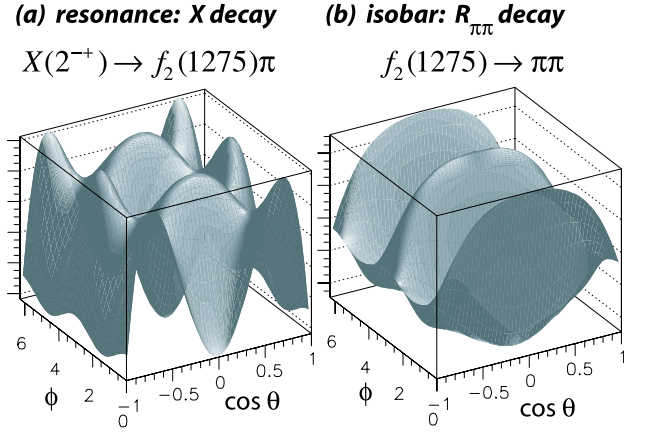 (a) resonance: X decay
X(2⁻⁺) → f₂(1275)π
6
4
2
ϕ
−1
0
−0.5
0
0.5
1
cos θ
(b) isobar: Rππ decay
f₂(1275) → ππ
6
4
2
ϕ
−1
0
−0.5
0
0.5
1
cos θ